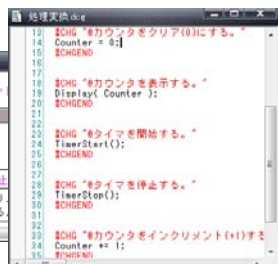 処理変換.dcg
13 $CHG "@カウンタをクリア(0)にする。"
14 Counter = 0;
15 $CHGEND
16
17
18 $CHG "@カウンタを表示する。"
19 Display( Counter );
20 $CHGEND
21
22
23 $CHG "@タイマを開始する。"
24 TimerStart();
25 $CHGEND
26
27
28 $CHG "@タイマを停止する。"
29 TimerStop();
30 $CHGEND
31
32
33 $CHG "@カウンタをインクリメント(+1)する
34 Counter += 1;
35 $CHGEND